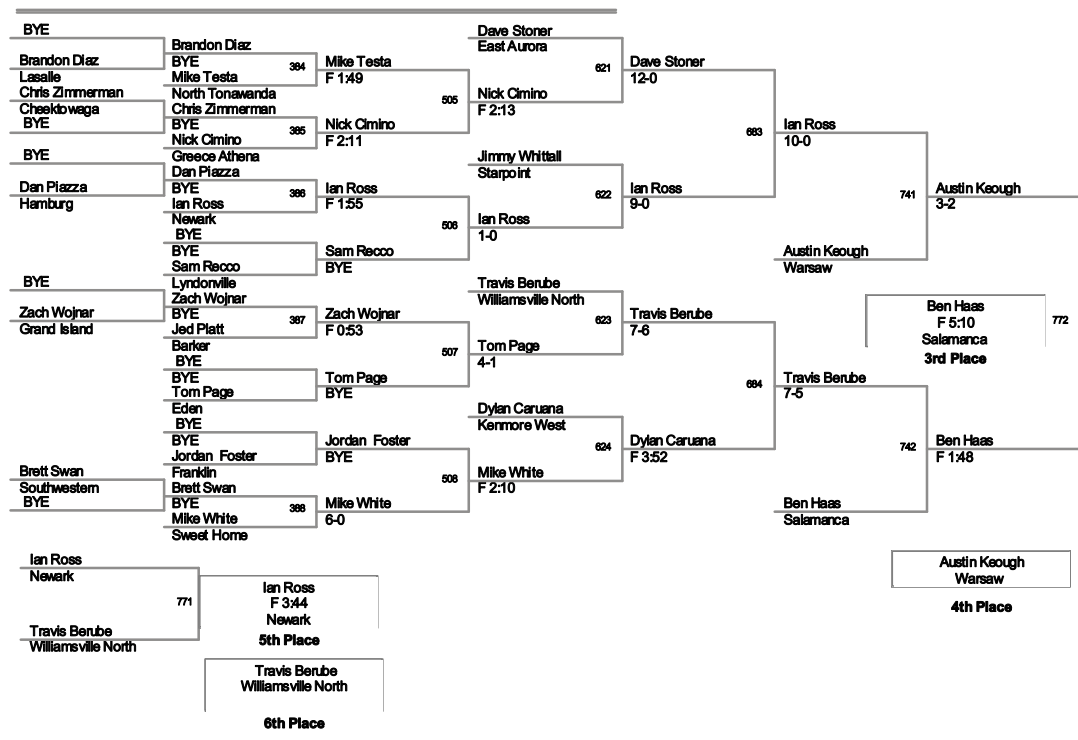 BYE
Brandon Diaz
Lasalle
Chris Zimmerman
Cheektowaga
BYE
BYE
Dan Piazza
Hamburg
BYE
Zach Wojnar
Grand Island
Brett Swan
Southwestern
BYE
Brandon Diaz
BYE
384
Mike Testa
North Tonawanda
Chris Zimmerman
BYE
385
Nick Cimino
Greece Athena
Dan Piazza
BYE
386
Ian Ross
Newark
BYE
BYE
Sam Recco
Lyndonville
Zach Wojnar
BYE
387
Jed Platt
Barker
BYE
BYE
Tom Page
Eden
BYE
BYE
Jordan Foster
Franklin
Brett Swan
BYE
388
Mike White
Sweet Home
Mike Testa
F 1:49
505
Nick Cimino
F 2:11
Ian Ross
F 1:55
506
Sam Recco
BYE
Zach Wojnar
F 0:53
507
Tom Page
BYE
Jordan Foster
BYE
508
Mike White
6-0
Dave Stoner
East Aurora
621
Nick Cimino
F 2:13
Jimmy Whittall
Starpoint
622
Ian Ross
1-0
Travis Berube
Williamsville North
623
Tom Page
4-1
Dylan Caruana
Kenmore West
624
Mike White
F 2:10
Dave Stoner
12-0
683
Ian Ross
9-0
Travis Berube
7-6
684
Dylan Caruana
F 3:52
Ian Ross
10-0
741
Austin Keough
Warsaw
Travis Berube
7-5
742
Ben Haas
Salamanca
Austin Keough
3-2
Ben Haas
F 1:48
Ben Haas
F 5:10
Salamanca
772
3rd Place
Austin Keough
Warsaw
4th Place
Ian Ross
Newark
771
Travis Berube
Williamsville North
Ian Ross
F 3:44
Newark
5th Place
Travis Berube
Williamsville North
6th Place